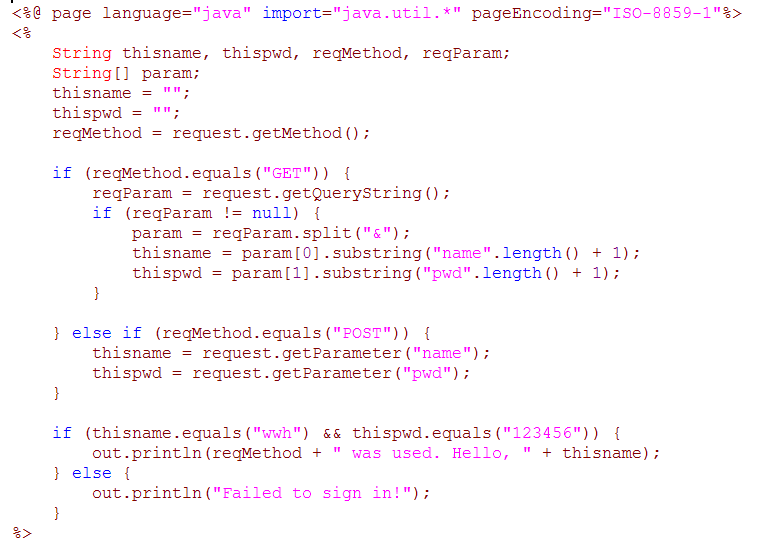 <%@ page language="java" import="java.util.*" pageEncoding="ISO-8859-1"%>
<%
    String thisname, thispwd, reqMethod, reqParam;
    String[] param;
    thisname = "";
    thispwd = "";
    reqMethod = request.getMethod();

    if (reqMethod.equals("GET")) {
        reqParam = request.getQueryString();
        if (reqParam != null) {
            param = reqParam.split("&");
            thisname = param[0].substring("name".length() + 1);
            thispwd = param[1].substring("pwd".length() + 1);
        }

    } else if (reqMethod.equals("POST")) {
        thisname = request.getParameter("name");
        thispwd = request.getParameter("pwd");
    }

    if (thisname.equals("wwh") && thispwd.equals("123456")) {
        out.println(reqMethod + " was used. Hello, " + thisname);
    } else {
        out.println("Failed to sign in!");
    }
%>